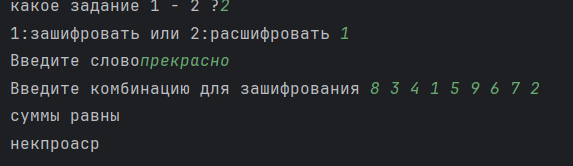 какое задание 1 - 2 ?2
1:зашифровать или 2:расшифровать 1
Введите словопрекрасно
Введите комбинацию для зашифрования 8 3 4 1 5 9 6 7 2
суммы равны
некпроаср